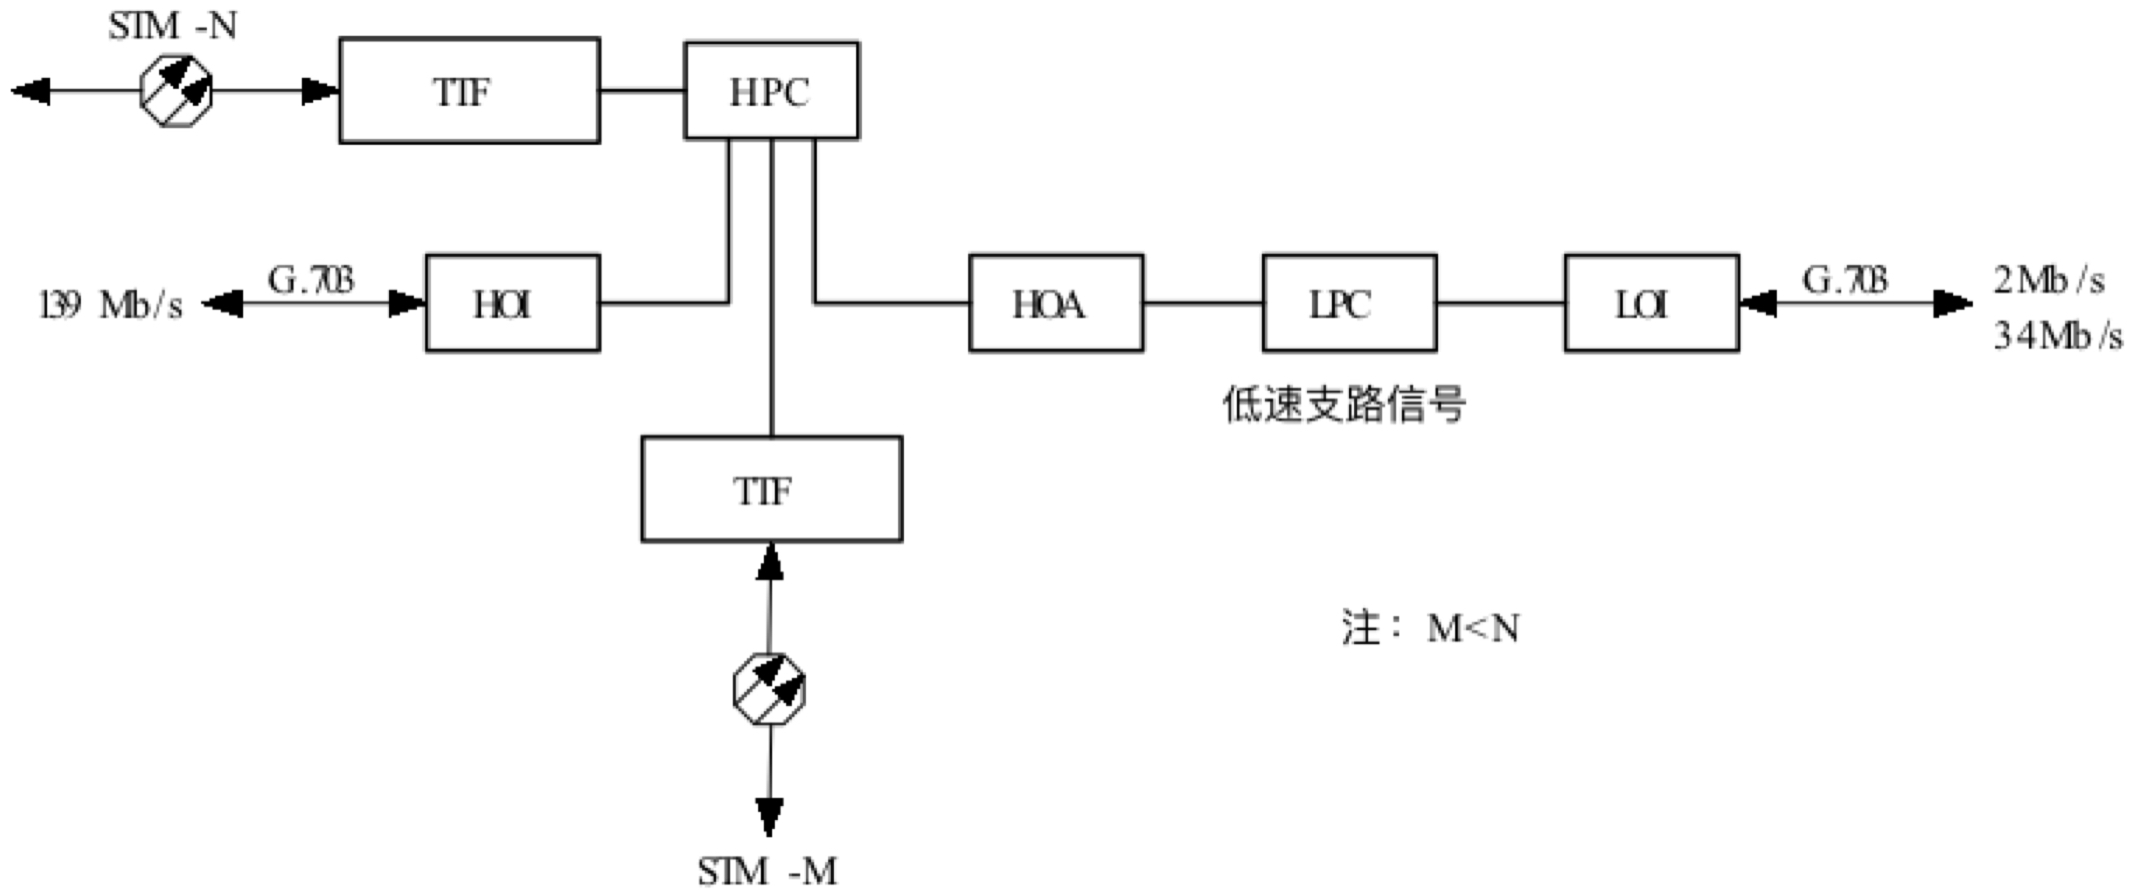 STM -N
TTF
HPC
139 Mb/s
G.703
HOI
HOA
LPC
LOI
G.703
2Mb/s
34Mb/s
低速支路信号
TTF
注：M<N
STM -M